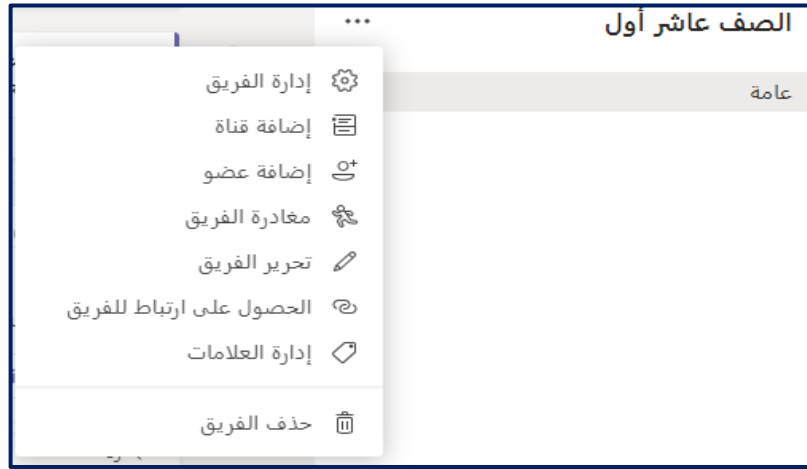 الصف عاشر أول
عامة
إدارة الفريق
إضافة قناة
إضافة عضو
مغادرة الفريق
تحرير الفريق
الحصول على ارتباط للفريق
إدارة العلامات
حذف الفريق